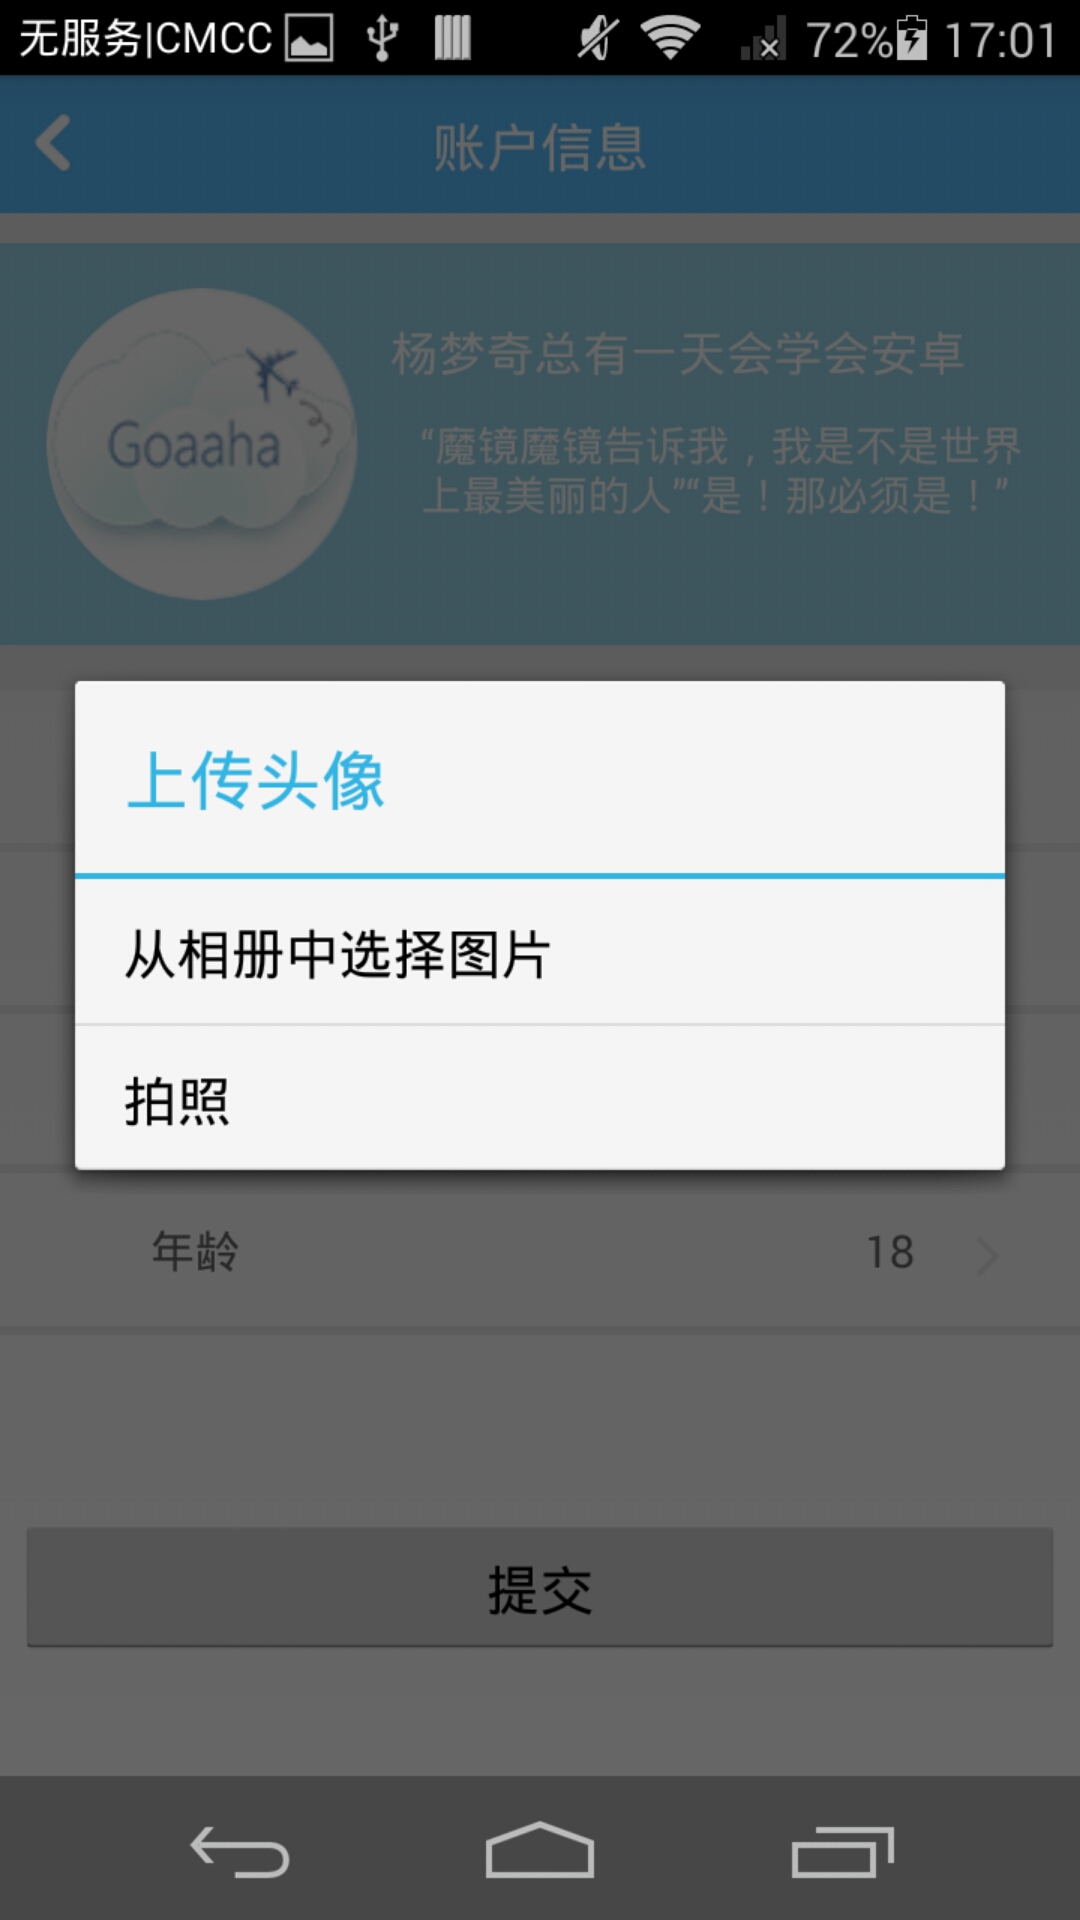 无服务|CMCC 72% 17:01
账户信息
Goaaha
杨梦奇总有一天会学会安卓
“魔镜魔镜告诉我，我是不是世界
上最美丽的人”“是！那必须是！”
上传头像
从相册中选择图片
拍照
年龄 18
提交